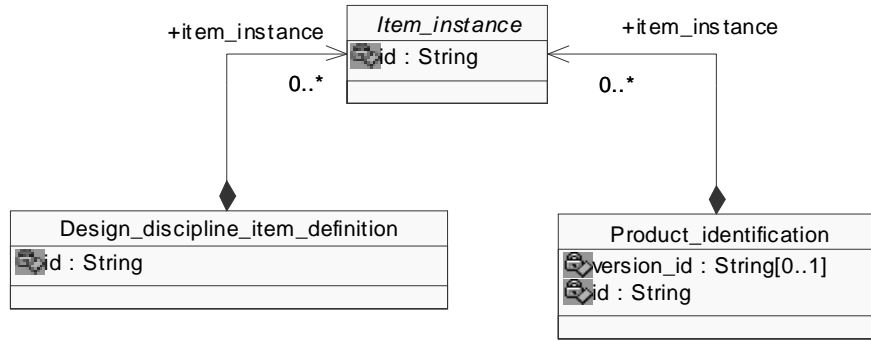 Item_instance
+item_instance
+item_instance
id : String
0..*
0..*
Design_discipline_item_definition
id : String
Product_identification
version_id : String[0..1]
id : String